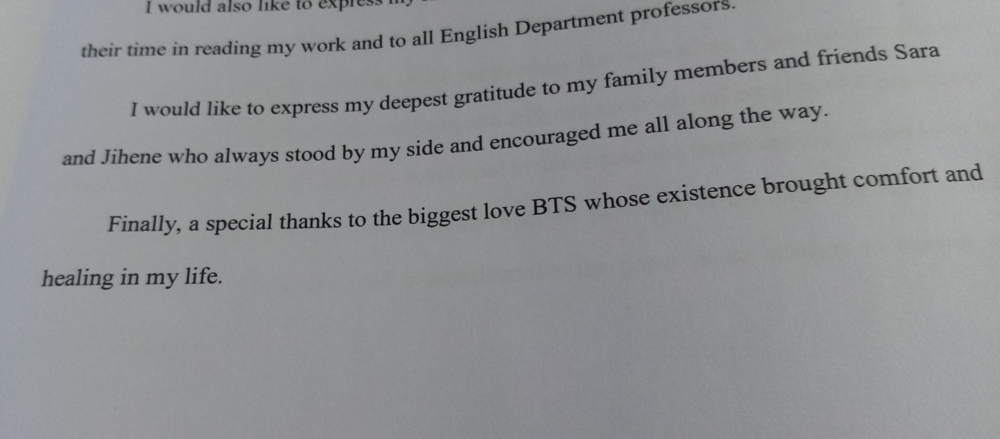 I would also like to express my
their time in reading my work and to all English Department professors.
I would like to express my deepest gratitude to my family members and friends Sara
and Jihene who always stood by my side and encouraged me all along the way.
Finally, a special thanks to the biggest love BTS whose existence brought comfort and
healing in my life.